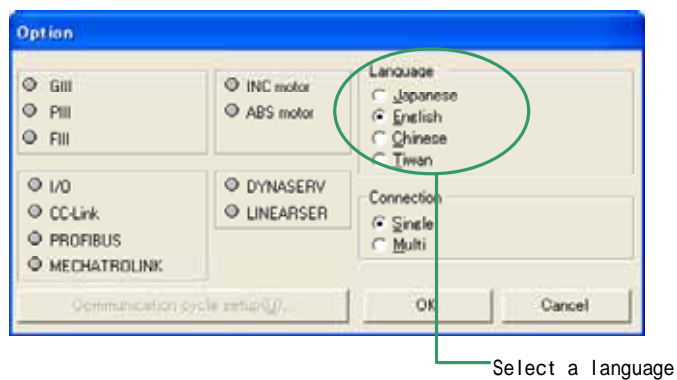 Option
GIII
PIII
FIII
INC motor
ABS motor
Language
Japanese
English
Chinese
Tiwan
I/O
CC-Link
PROFIBUS
MECHATROLINK
DYNASERV
LINEARSER
Connection
Single
Multi
Communication cycle setup(U)...
OK
Cancel
Select a language